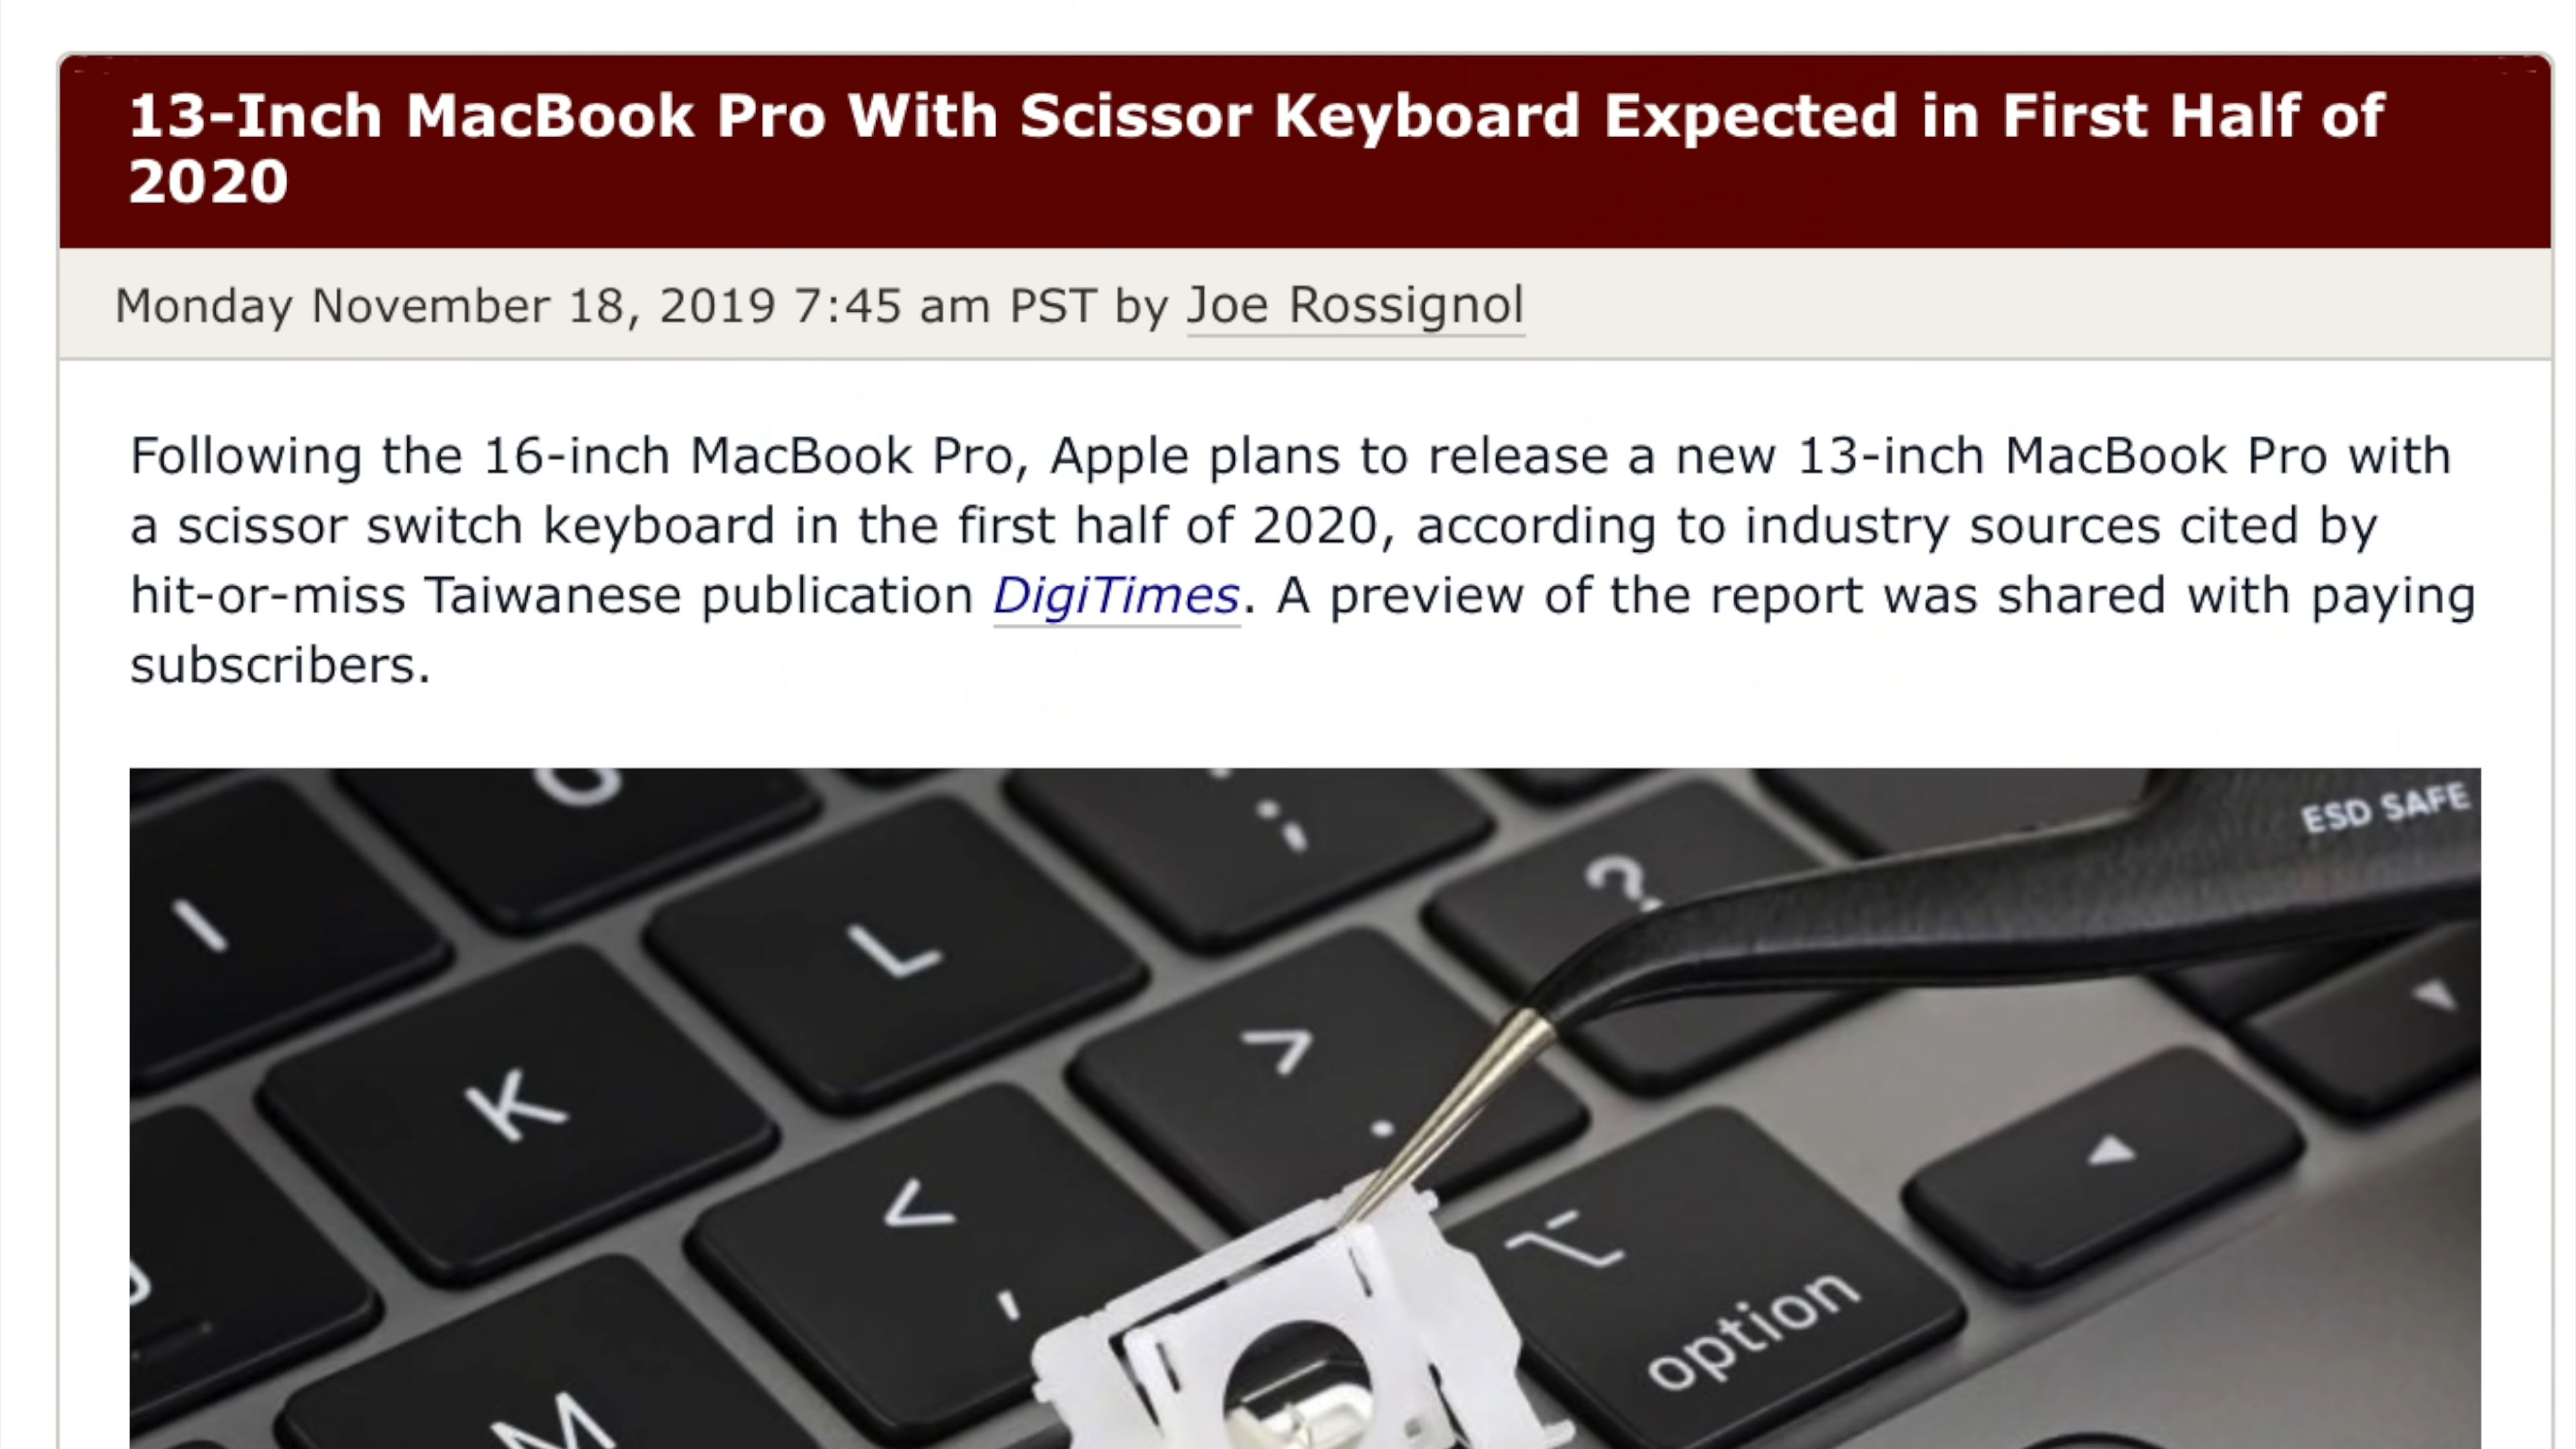 13-Inch MacBook Pro With Scissor Keyboard Expected in First Half of
2020
Monday November 18, 2019 7:45 am PST by Joe Rossignol
Following the 16-inch MacBook Pro, Apple plans to release a new 13-inch MacBook Pro with
a scissor switch keyboard in the first half of 2020, according to industry sources cited by
hit-or-miss Taiwanese publication DigiTimes. A preview of the report was shared with paying
subscribers.
ESD SAFE
O
:
;
?
I
L
>
.
K
<
,
option
M